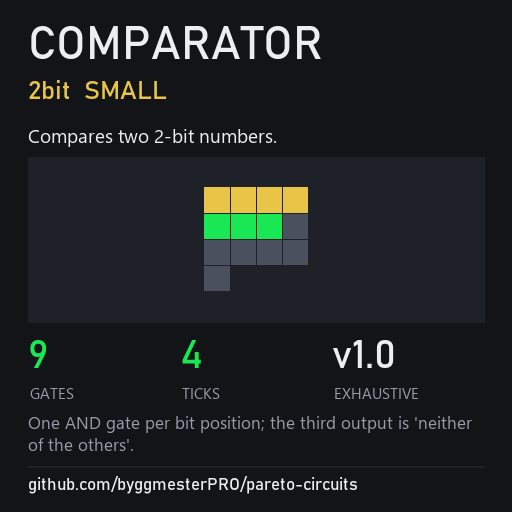 COMPARATOR
2bit SMALL
Compares two 2-bit numbers.
9 4 v1.0
GATES TICKS EXHAUSTIVE
One AND gate per bit position; the third output is 'neither
of the others'.
github.com/byggmesterPRO/pareto-circuits